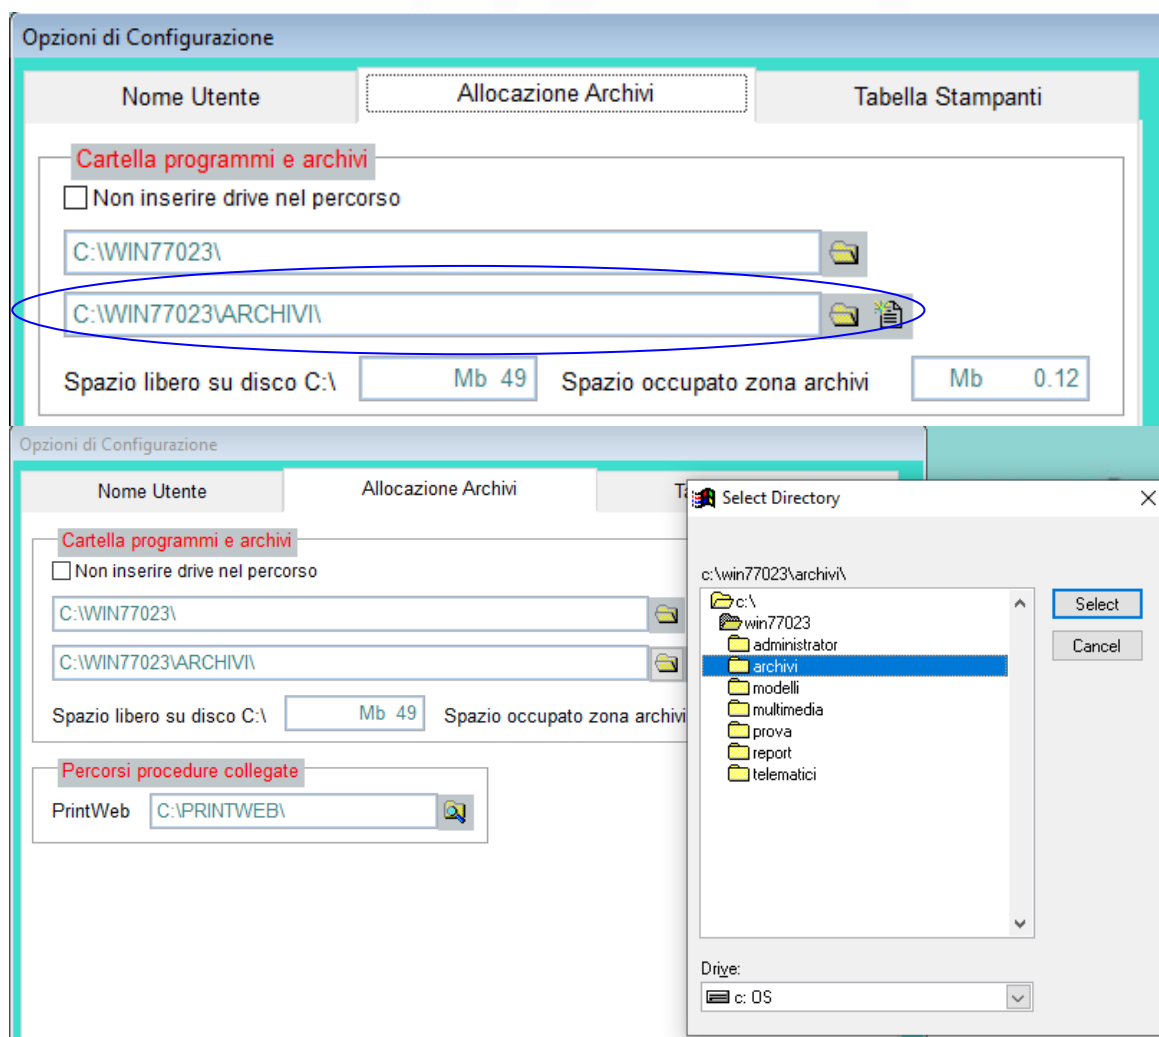 Opzioni di Configurazione
Nome Utente Allocazione Archivi Tabella Stampanti
Cartella programmi e archivi
Non inserire drive nel percorso
C:\WIN77023\
C:\WIN77023\ARCHIVI\
Spazio libero su disco C:\ Mb 49 Spazio occupato zona archivi Mb 0.12
Opzioni di Configurazione
Nome Utente Allocazione Archivi
Cartella programmi e archivi
Non inserire drive nel percorso
C:\WIN77023\
C:\WIN77023\ARCHIVI\
Spazio libero su disco C:\ Mb 49 Spazio occupato zona archivi
Percorsi procedure collegate
PrintWeb C:\PRINTWEB\
Select Directory
c:\win77023\archivi\
c:\
win77023
administrator
archivi
modelli
multimedia
prova
report
telematici
Select
Cancel
Drive:
c: OS